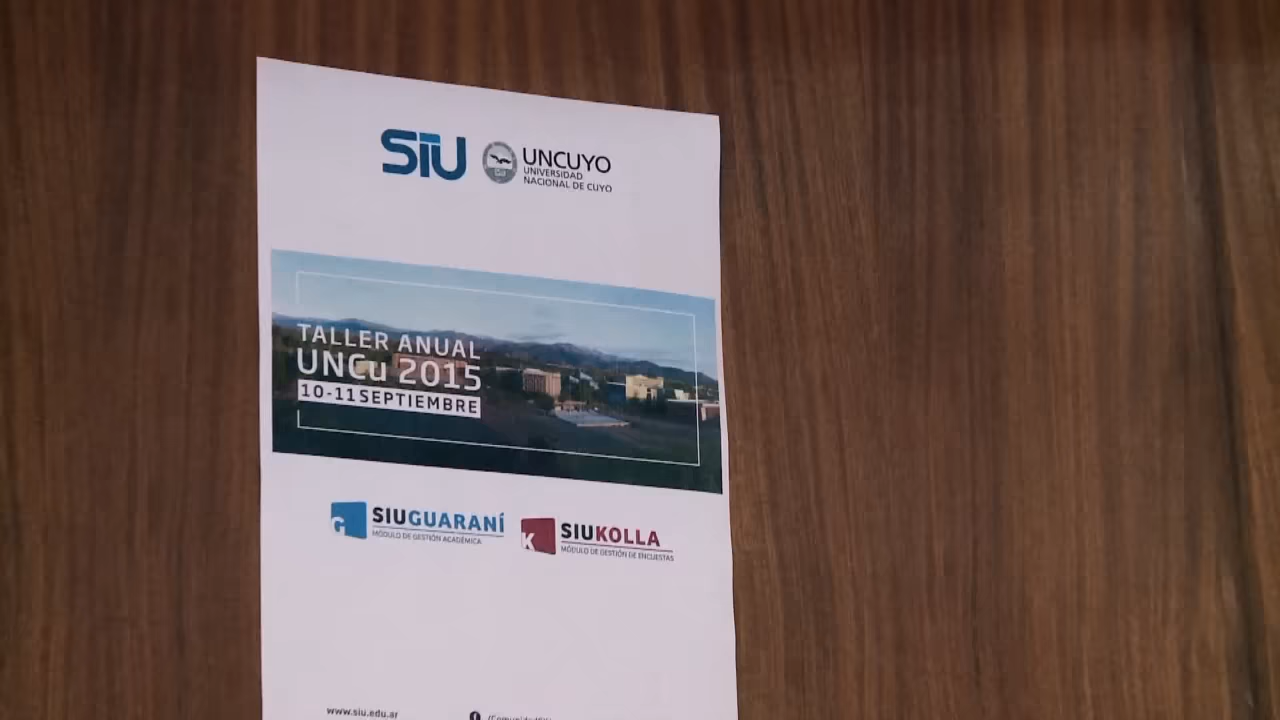 SIU
UNCUYO
UNIVERSIDAD
NACIONAL DE CUYO
TALLER ANUAL
UNCu 2015
10-11 SEPTIEMBRE
G
SIUGUARANÍ
MÓDULO DE GESTIÓN ACADÉMICA
K
SIUKOLLA
MÓDULO DE GESTIÓN DE ENCUESTAS
www.siu.edu.ar